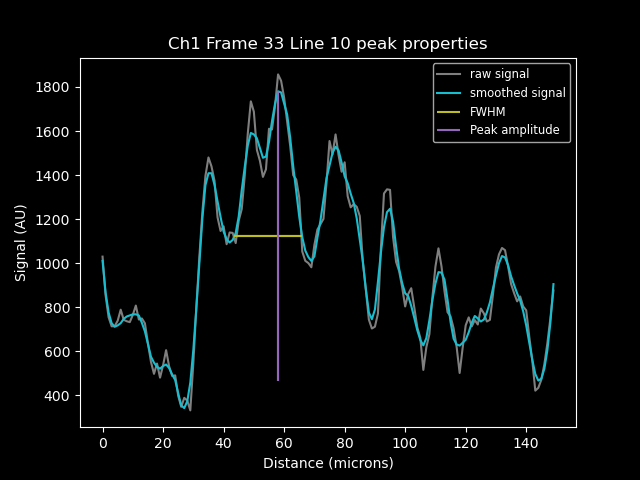 Ch1 Frame 33 Line 10 peak properties
raw signal
smoothed signal
FWHM
Peak amplitude
Signal (AU)
1800
1600
1400
1200
1000
800
600
400
0 20 40 60 80 100 120 140
Distance (microns)